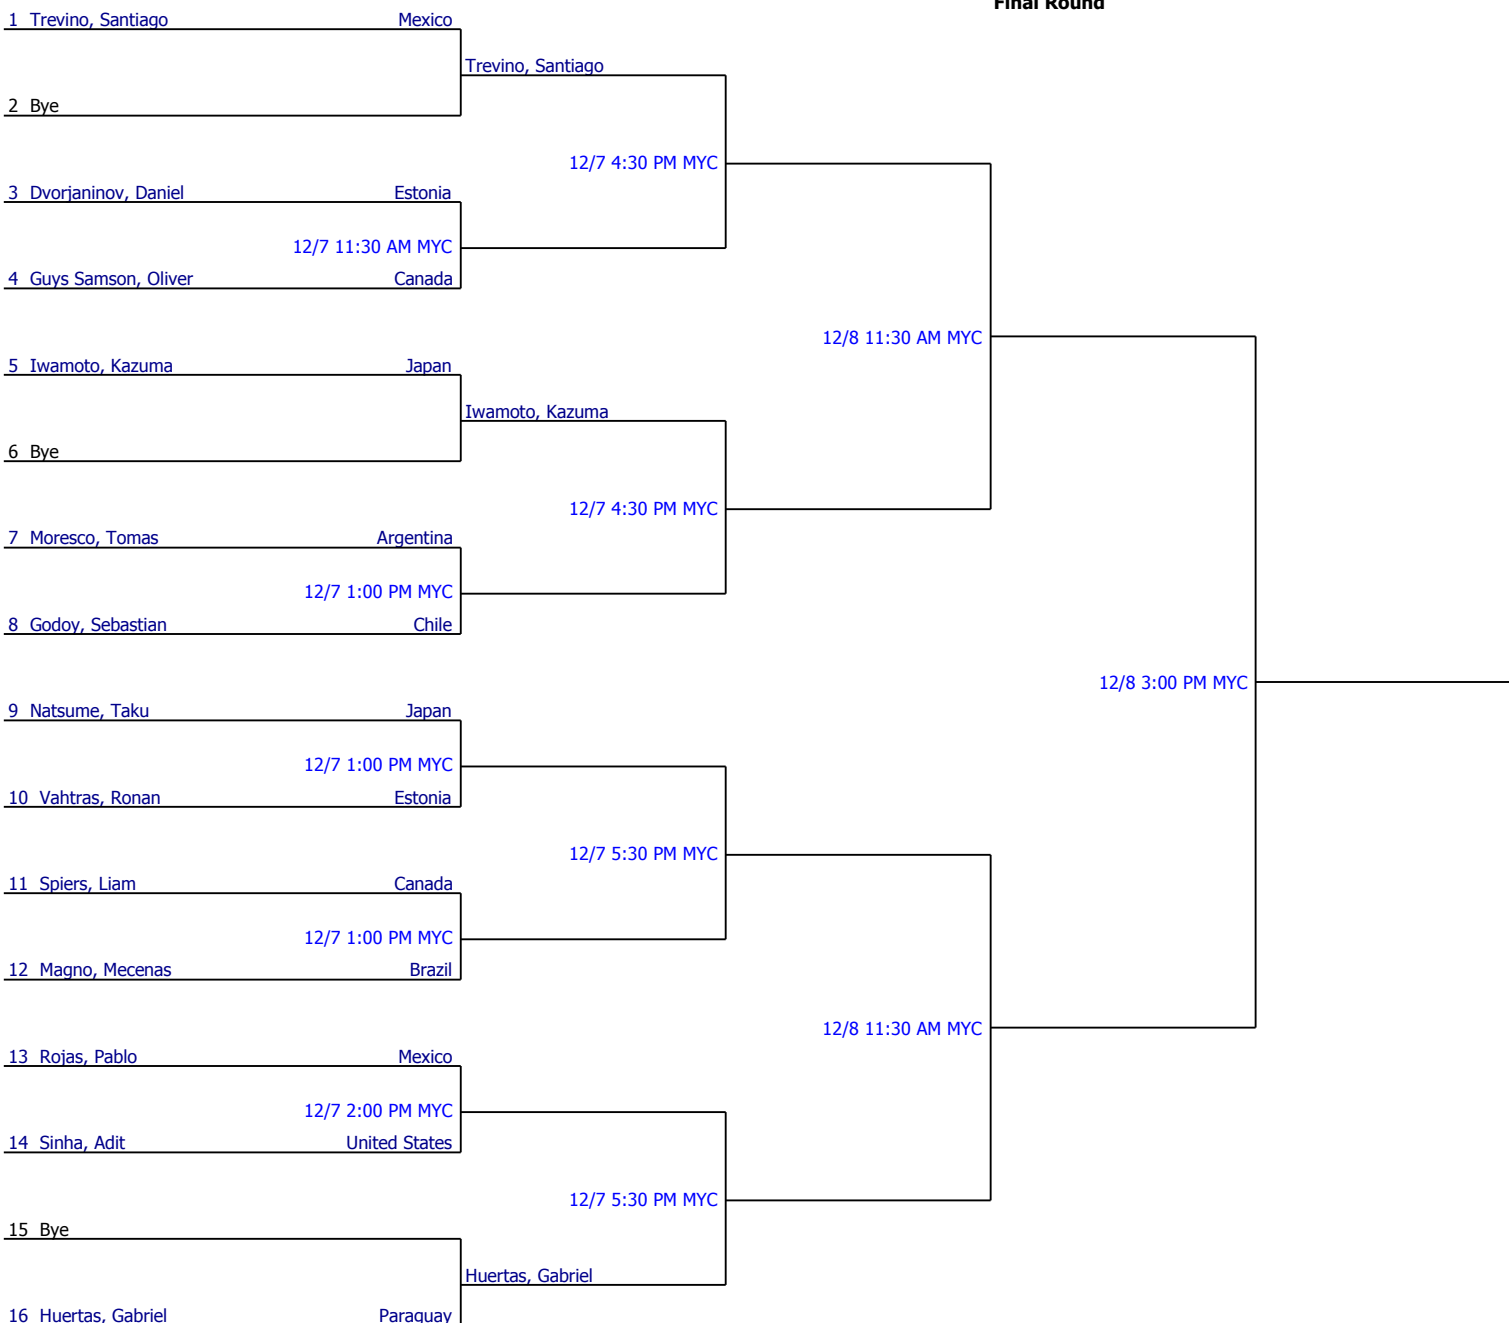 Final Round
1 Trevino, Santiago Mexico
Trevino, Santiago
2 Bye
12/7 4:30 PM MYC
3 Dvorjaninov, Daniel Estonia
12/7 11:30 AM MYC
4 Guys Samson, Oliver Canada
12/8 11:30 AM MYC
5 Iwamoto, Kazuma Japan
Iwamoto, Kazuma
6 Bye
12/7 4:30 PM MYC
7 Moresco, Tomas Argentina
12/7 1:00 PM MYC
8 Godoy, Sebastian Chile
12/8 3:00 PM MYC
9 Natsume, Taku Japan
12/7 1:00 PM MYC
10 Vahtras, Ronan Estonia
12/7 5:30 PM MYC
11 Spiers, Liam Canada
12/7 1:00 PM MYC
12 Magno, Mecenas Brazil
12/8 11:30 AM MYC
13 Rojas, Pablo Mexico
12/7 2:00 PM MYC
14 Sinha, Adit United States
12/7 5:30 PM MYC
15 Bye
Huertas, Gabriel
16 Huertas, Gabriel Paraguay